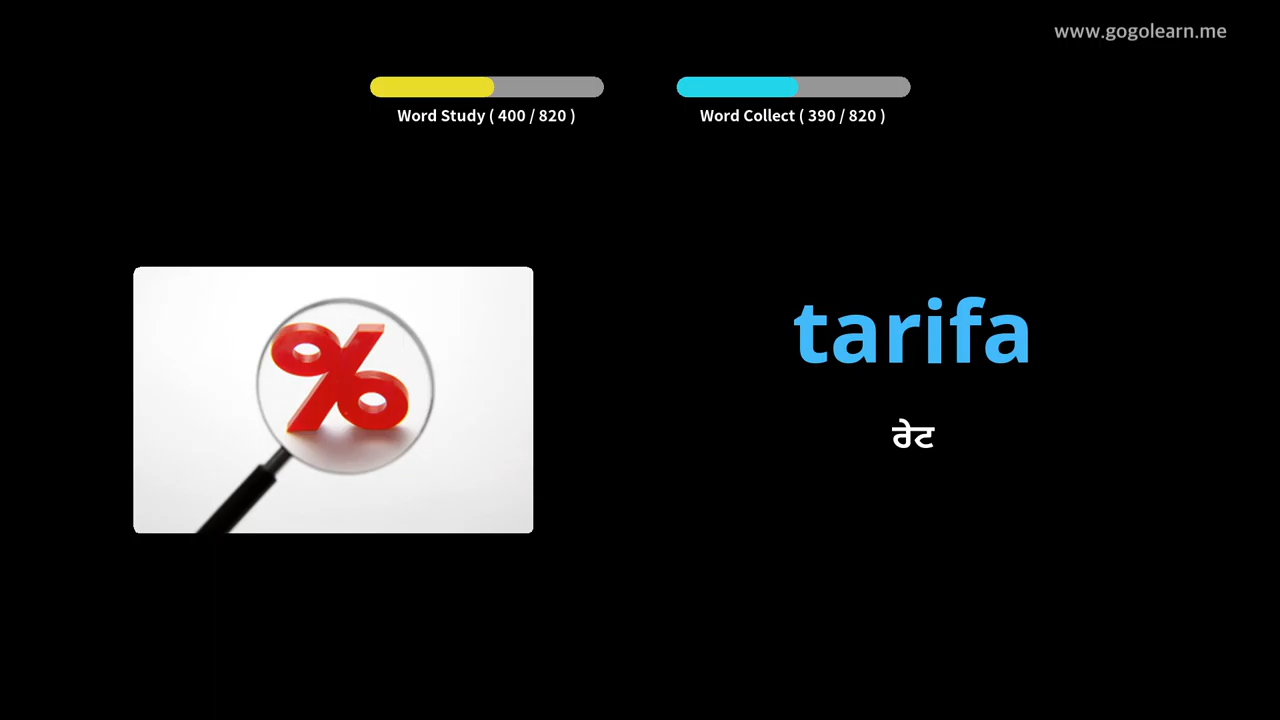 www.gogolearn.me
Word Study ( 400 / 820 )
Word Collect ( 390 / 820 )
%
tarifa
ਰੇਟ